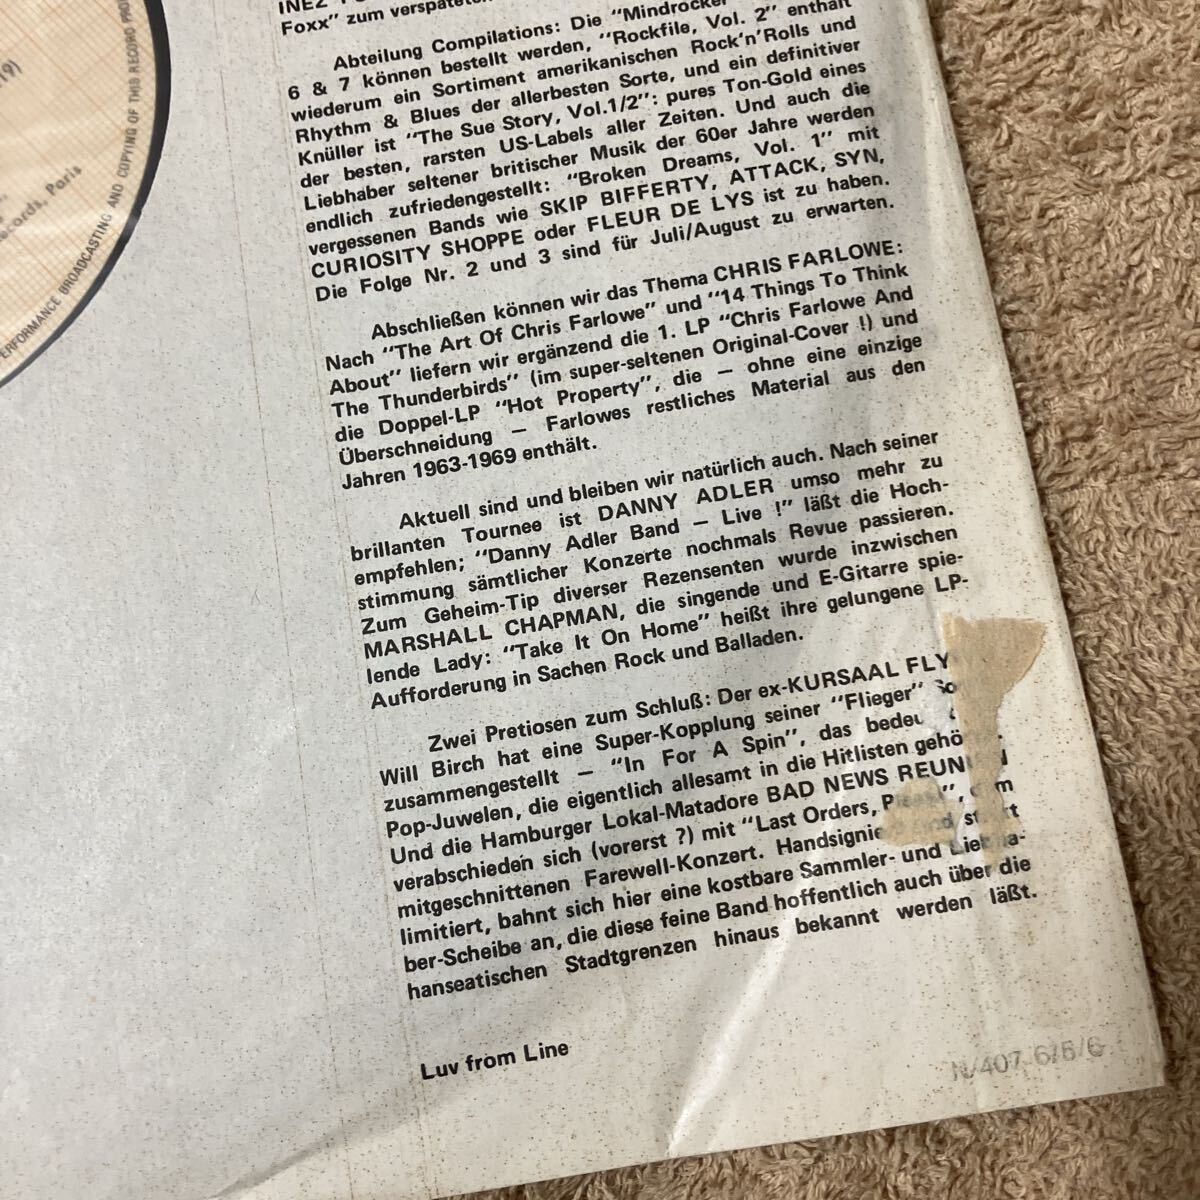 Foxx" zum
Abteilung Compilations: Die "Mindrocker
6 & 7 können bestellt werden, "Rockfile, Vol. 2" enthält
wiederum ein Sortiment amerikanischen Rock'n'Rolls und
Rhythm & Blues der allerbesten Sorte, und ein definitiver
Knüller ist "The Sue Story, Vol.1/2": pures Ton-Gold eines
der besten, rarsten US-Labels aller Zeiten. Und auch die
Liebhaber seltener britischer Musik der 60er Jahre werden
endlich zufriedengestellt: "Broken Dreams, Vol. 1" mit
vergessenen Bands wie SKIP BIFFERTY, ATTACK, SYN,
CURIOSITY SHOPPE oder FLEUR DE LYS ist zu haben.
Die Folge Nr. 2 und 3 sind für Juli/August zu erwarten.
Abschließen können wir das Thema CHRIS FARLOWE:
Nach "The Art Of Chris Farlowe" und "14 Things To Think
About" liefern wir ergänzend die 1. LP "Chris Farlowe And
The Thunderbirds" (im super-seltenen Original-Cover !) und
die Doppel-LP "Hot Property", die — ohne eine einzige
Überschneidung — Farlowes restliches Material aus den
Jahren 1963-1969 enthält.
Aktuell sind und bleiben wir natürlich auch. Nach seiner
brillanten Tournee ist DANNY ADLER umso mehr zu
empfehlen; "Danny Adler Band — Live !" läßt die Hoch-
stimmung sämtlicher Konzerte nochmals Revue passieren.
Zum Geheim-Tip diverser Rezensenten wurde inzwischen
MARSHALL CHAPMAN, die singende und E-Gitarre spie-
lende Lady: "Take It On Home" heißt ihre gelungene LP-
Aufforderung in Sachen Rock und Balladen.
Zwei Pretiosen zum Schluß: Der ex-KURSAAL FLY
Will Birch hat eine Super-Kopplung seiner "Flieger"
zusammengestellt — "In For A Spin", das
Pop-Juwelen, die eigentlich allesamt in die Hitlisten
Und die Hamburger Lokal-Matadore BAD NEWS REUNION
verabschieden sich (vorerst ?) mit "Last Orders, Please", dem
mitgeschnittenen Farewell-Konzert. Handsigniert und
limitiert, bahnt sich hier eine kostbare Sammler- und Liebha-
ber-Scheibe an, die diese feine Band hoffentlich auch über die
hanseatischen Stadtgrenzen hinaus bekannt werden läßt.
Luv from Line
PERFORMANCE BROADCASTING AND COPYING OF THIS RECORD
Paris